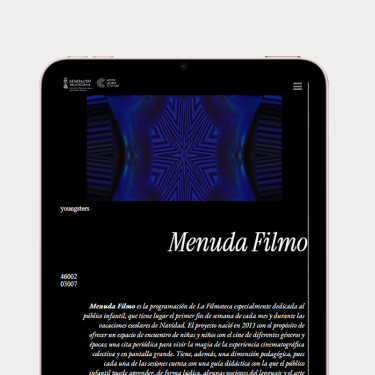 GENERALITAT
VALENCIANA
youngsters
Menuda Filmo
46002
03007
Menuda Filmo es la programación de La Filmoteca especialmente dedicada al
público infantil, que tiene lugar el primer fin de semana de cada mes y durante las
vacaciones escolares de Navidad. El proyecto nació en 2011 con el propósito de
ofrecer un espacio de encuentro de niñas y niños con el cine de diferentes géneros y
épocas; una cita periódica para vivir la magia de la experiencia cinematográfica
colectiva y en pantalla grande. Tiene, además, una dimensión pedagógica, pues
cada una de las sesiones cuenta con una guía didáctica con la que el público
infantil puede aprender, de forma lúdica, algunas nociones del lenguaje y el arte